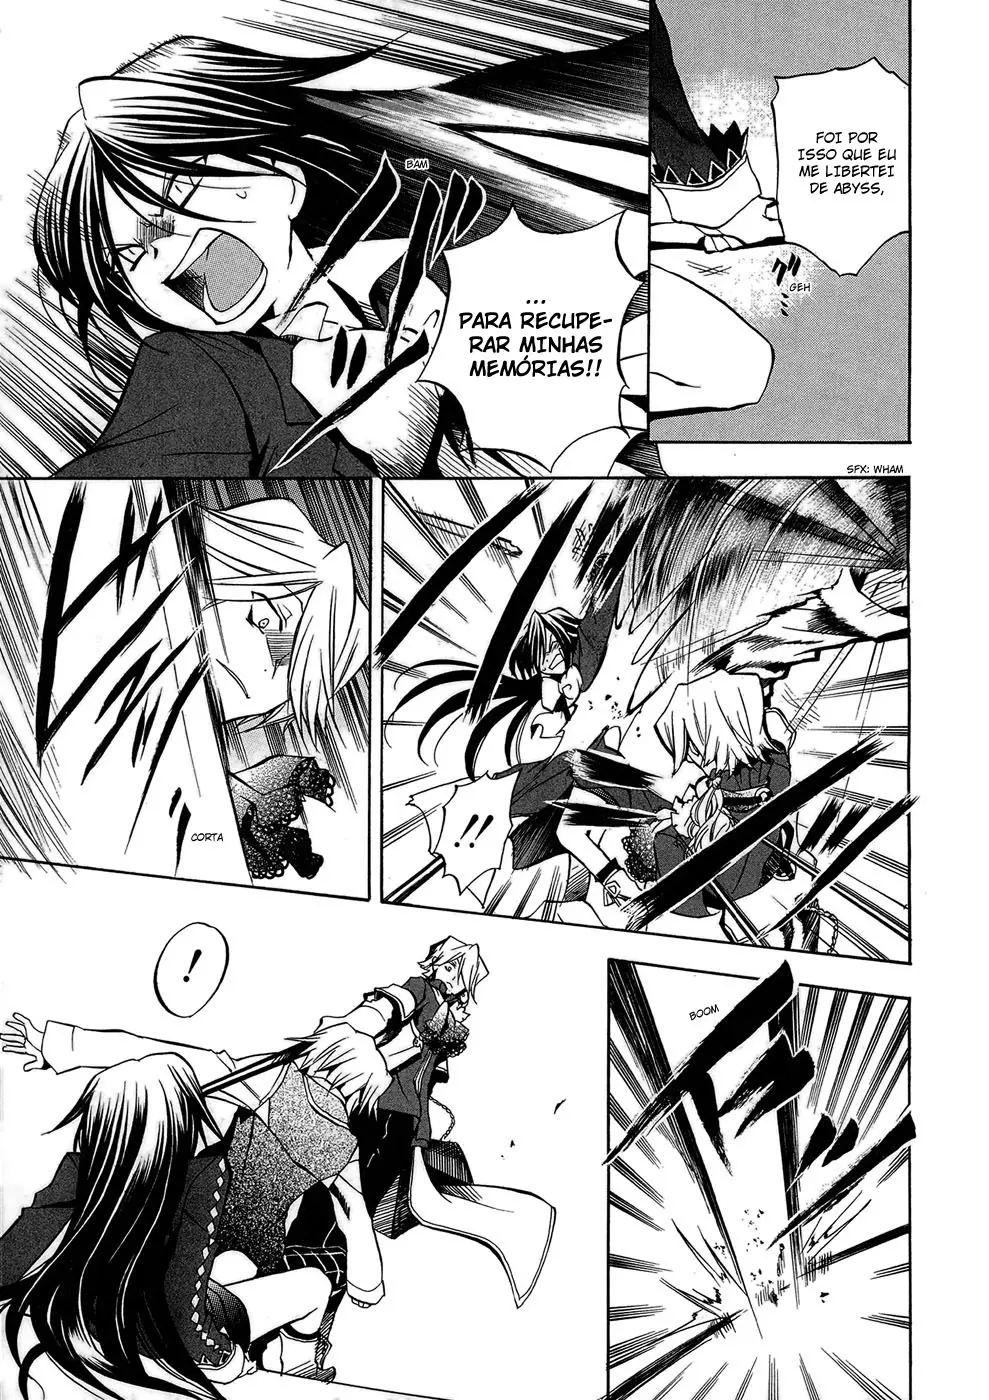 FOI POR
ISSO QUE EU
ME LIBERTEI
DE ABYSS,
GEH
BAM
...
PARA RECUPE-
RAR MINHAS
MEMÓRIAS!!
SFX: WHAM
!!
CORTA
BOOM
!